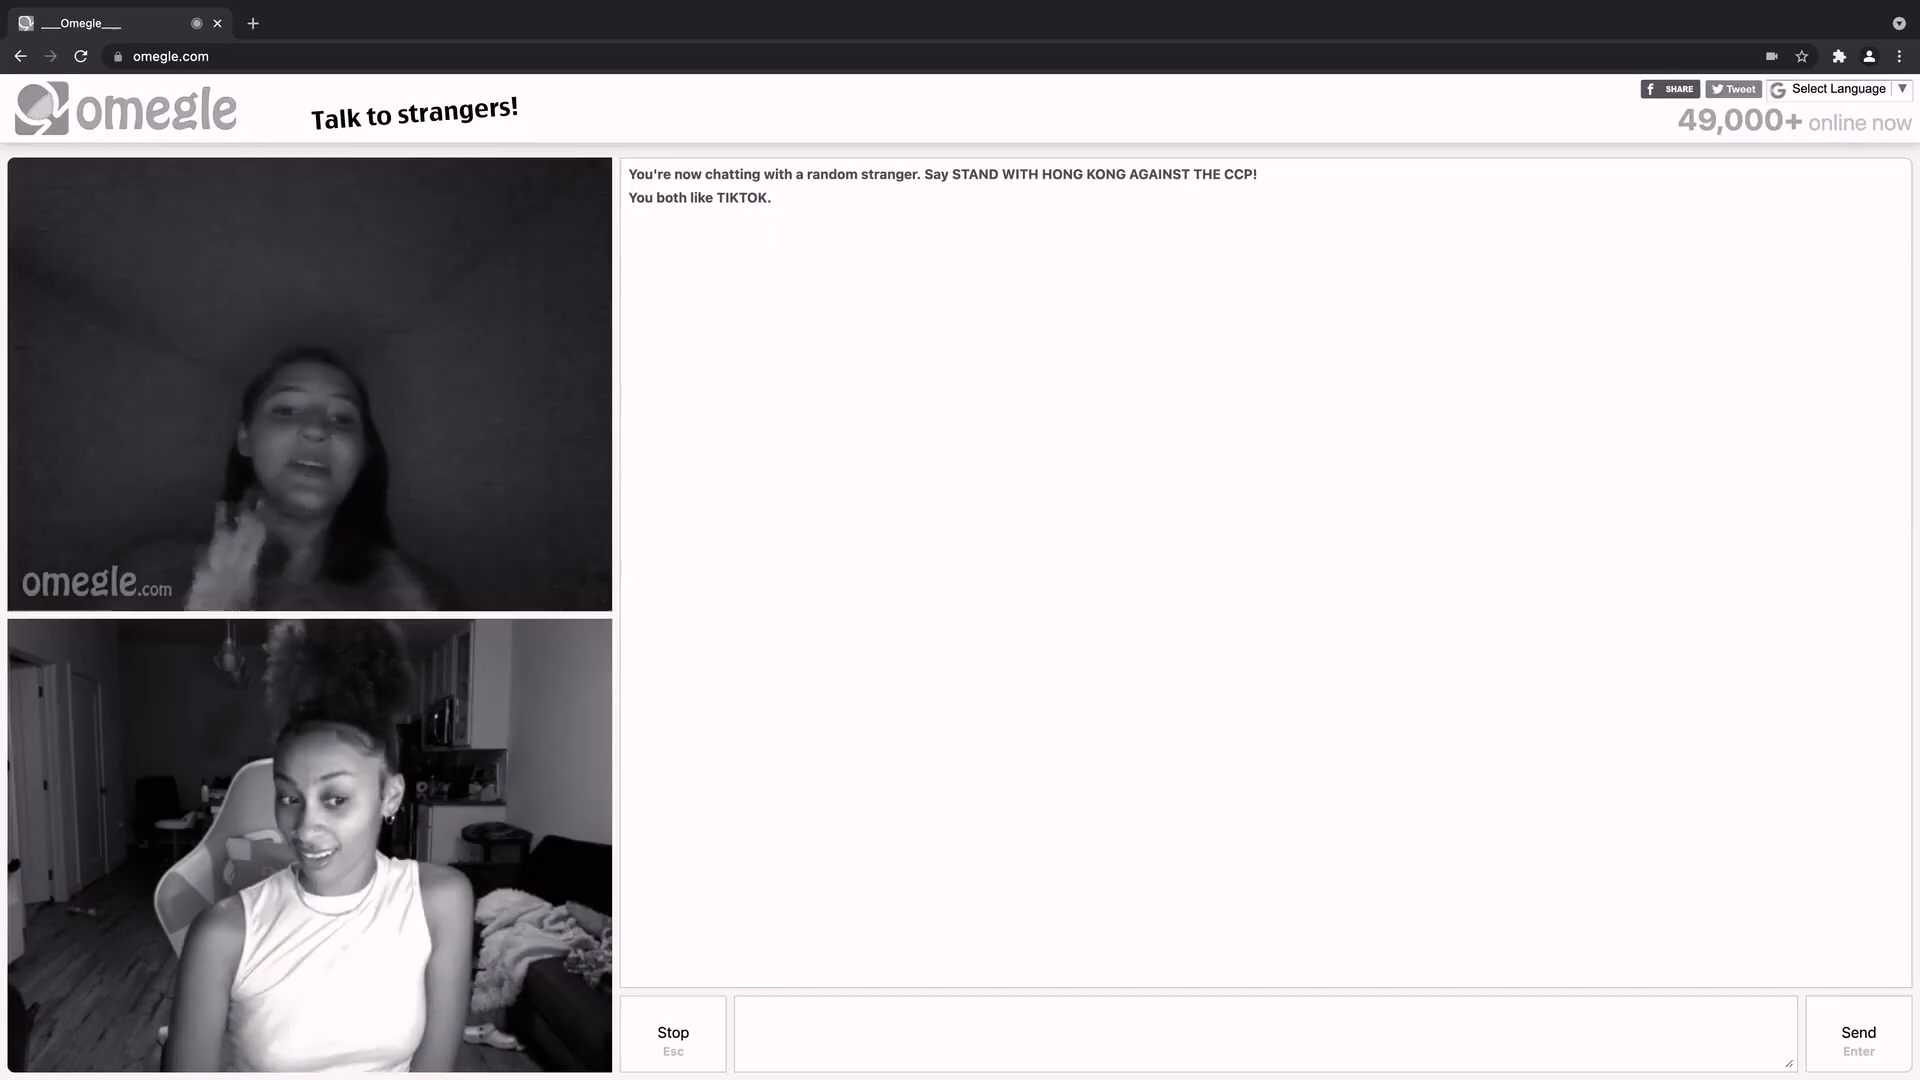 ___Omegle___
omegle.com
omegle
Talk to strangers!
SHARE
Tweet
Select Language
49,000+ online now
You're now chatting with a random stranger. Say STAND WITH HONG KONG AGAINST THE CCP!
You both like TIKTOK.
omegle.com
Stop
Esc
Send
Enter